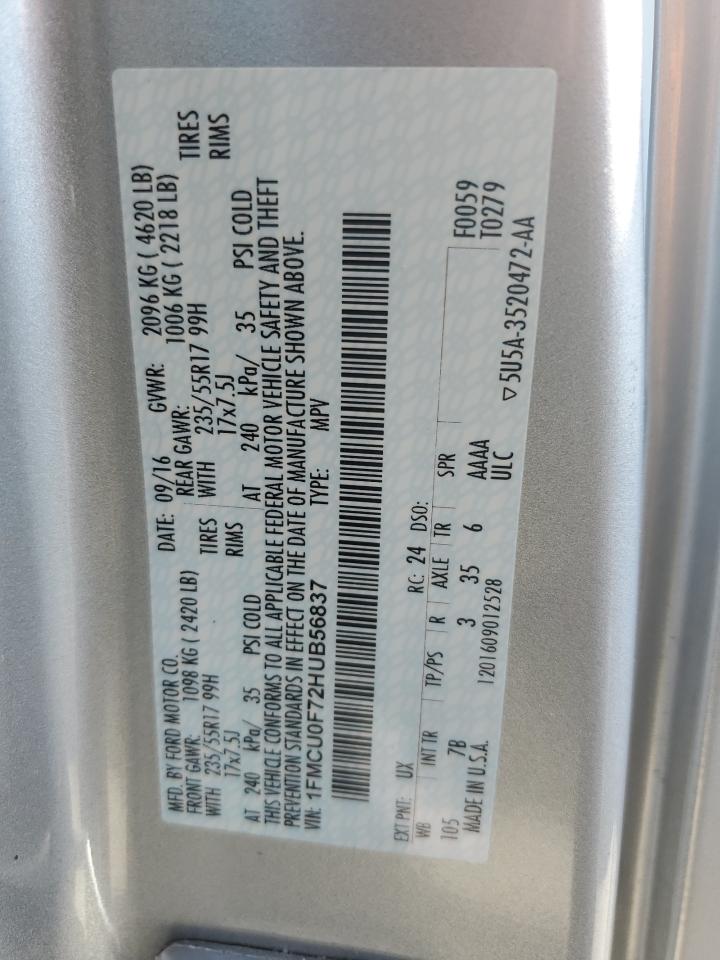 MFD. BY FORD MOTOR CO.
DATE: 09/16 GVWR: 2096 KG ( 4620 LB)
FRONT GAWR: 1098 KG ( 2420 LB) REAR GAWR: 1006 KG ( 2218 LB)
WITH 235/55R17 99H TIRES WITH 235/55R17 99H TIRES
17x7.5J RIMS 17x7.5J RIMS
AT 240 kPa/ 35 PSI COLD AT 240 kPa/ 35 PSI COLD
THIS VEHICLE CONFORMS TO ALL APPLICABLE FEDERAL MOTOR VEHICLE SAFETY AND THEFT
PREVENTION STANDARDS IN EFFECT ON THE DATE OF MANUFACTURE SHOWN ABOVE.
VIN: 1FMCU0F72HUB56837 TYPE: MPV
EXT PNT: UX RC: 24 DSO:
WB INT TR TP/PS R AXLE TR SPR F0059
105 7B 3 35 6 AAAA T0279
MADE IN U.S.A. 1201609012528 ULC
▽5U5A-3520472-AA